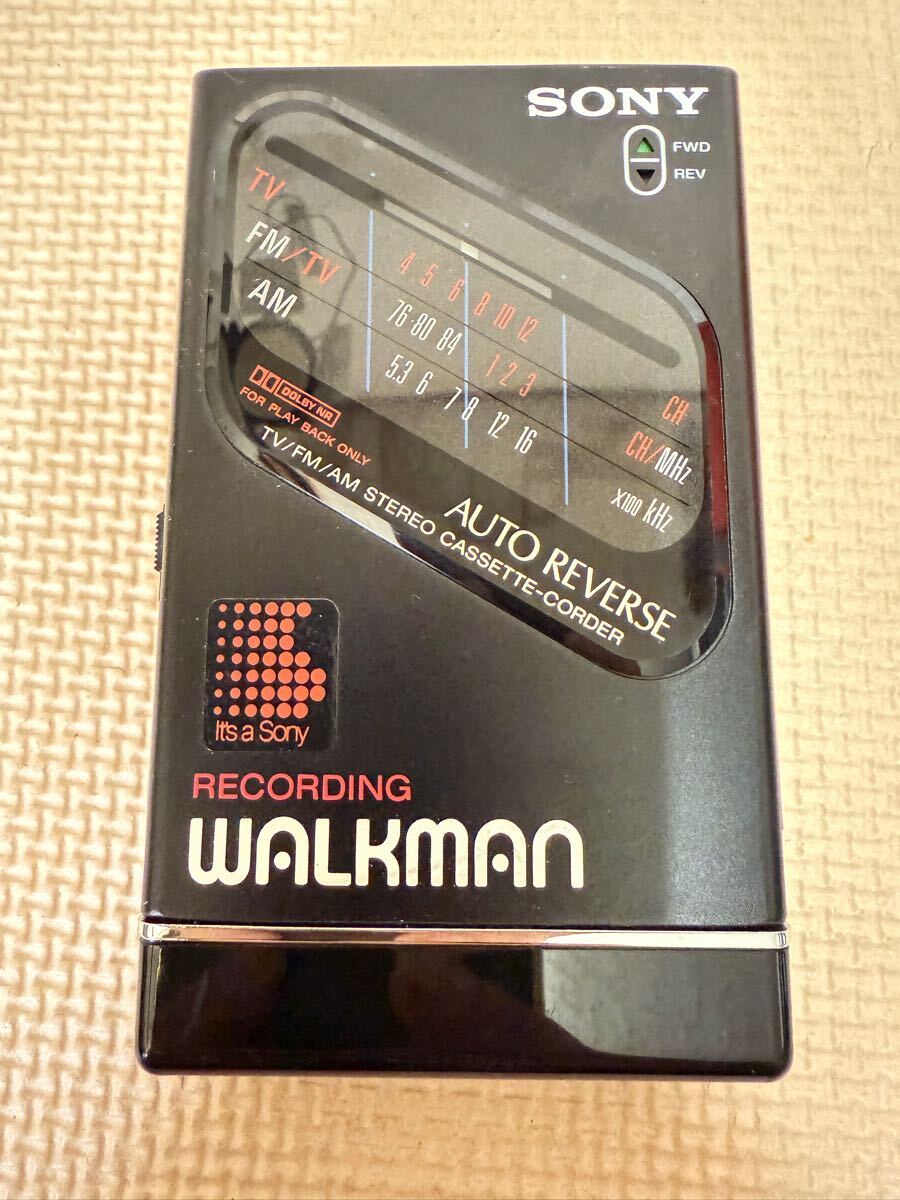 SONY
FWD
REV
TV 4 5 6 8 10 12 CH
FM/TV 76·80 84 1 2 3 CH/MHz
AM 5.3 6 7 8 12 16 X100 kHz
DOLBY NR
FOR PLAY BACK ONLY
TV/FM/AM STEREO CASSETTE-CORDER
AUTO REVERSE
It's a Sony
RECORDING
WALKMAN